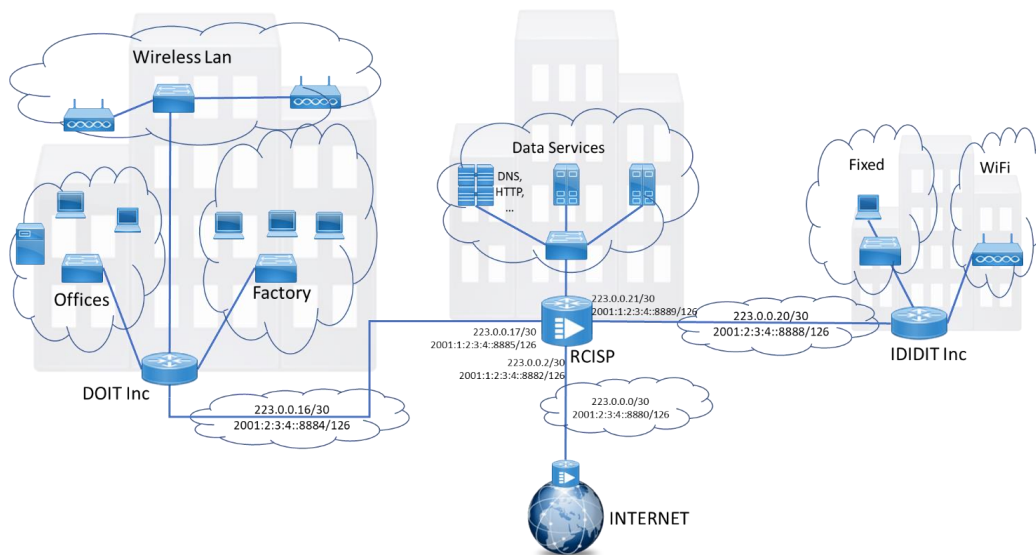 Wireless Lan
Data Services
DNS,
HTTP,
...
Fixed
WiFi
Offices
Factory
223.0.0.21/30
2001:1:2:3:4::8889/126
223.0.0.20/30
2001:2:3:4::8888/126
223.0.0.17/30
2001:1:2:3:4::8885/126
RCISP
IDIDIT Inc
223.0.0.2/30
2001:1:2:3:4::8882/126
DOIT Inc
223.0.0.16/30
2001:2:3:4::8884/126
223.0.0.0/30
2001:2:3:4::8880/126
INTERNET